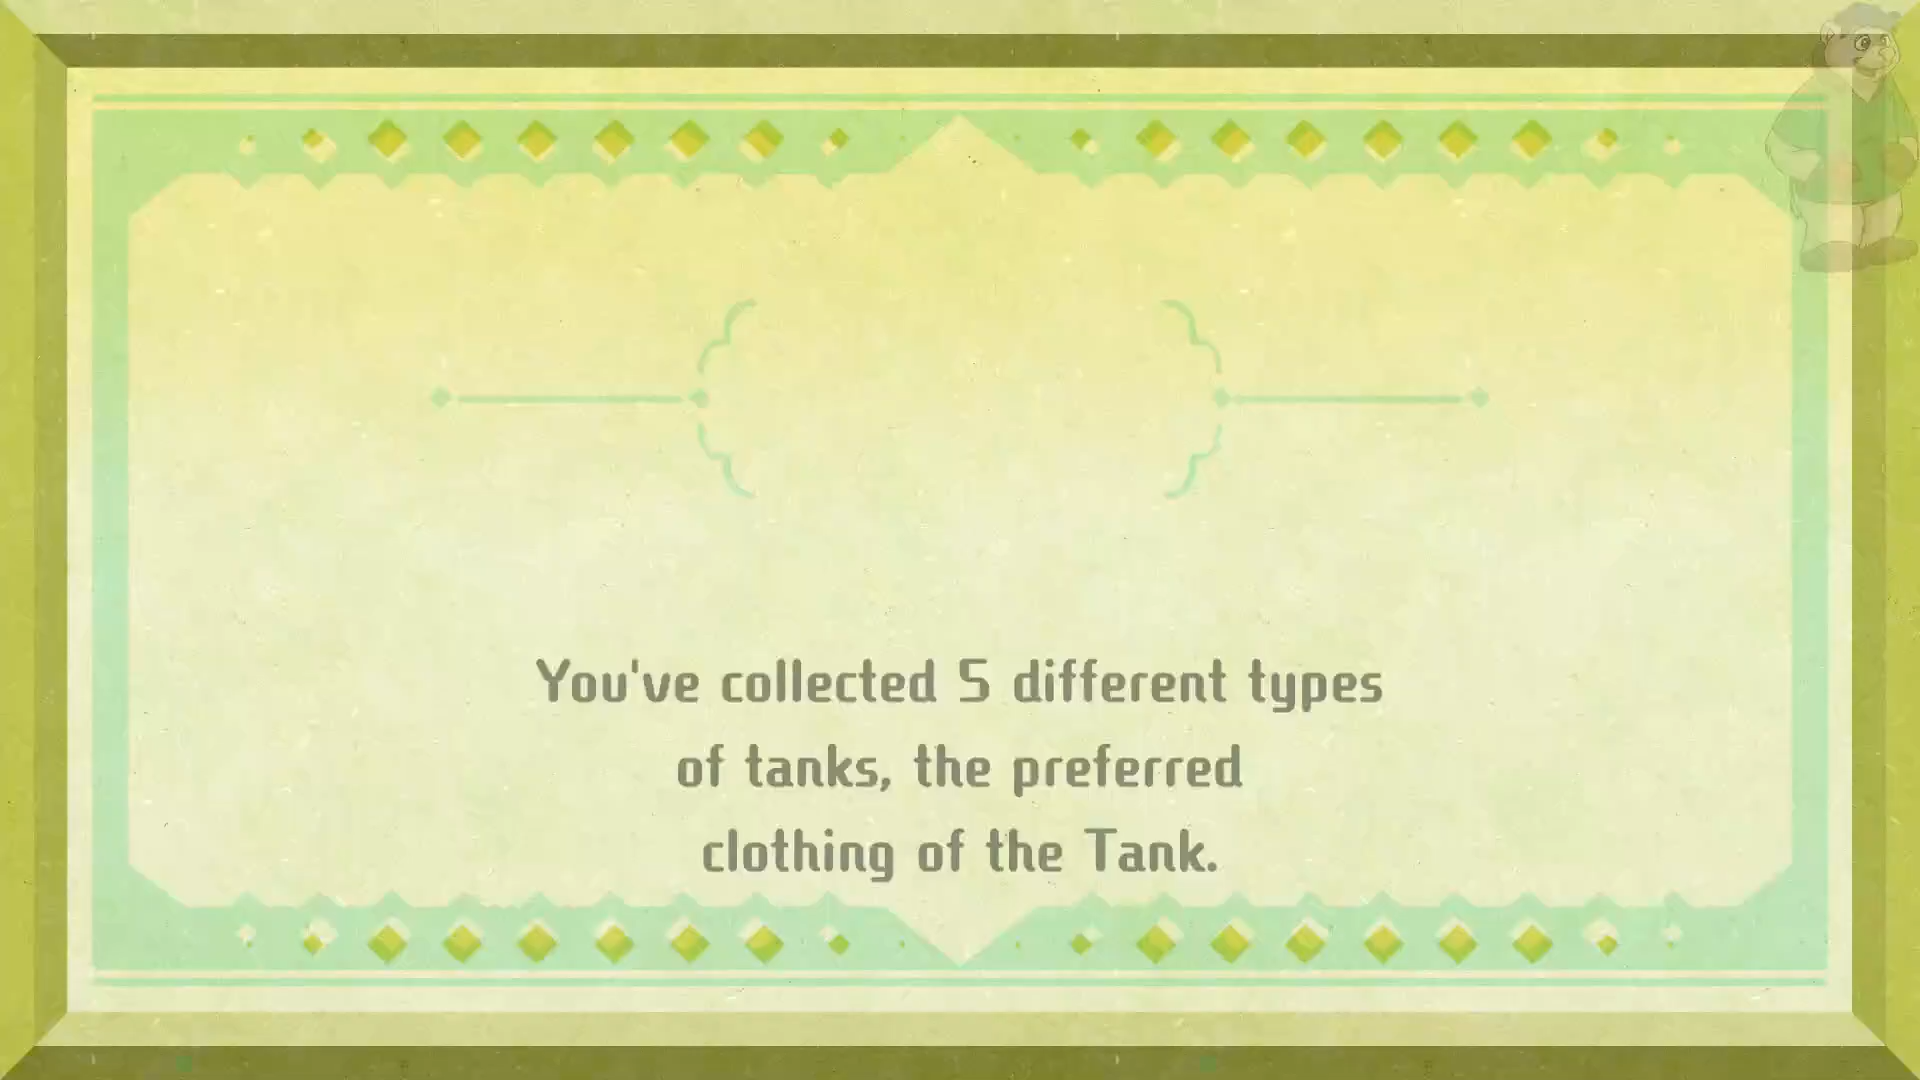 You've collected 5 different types
of tanks, the preferred
clothing of the Tank.